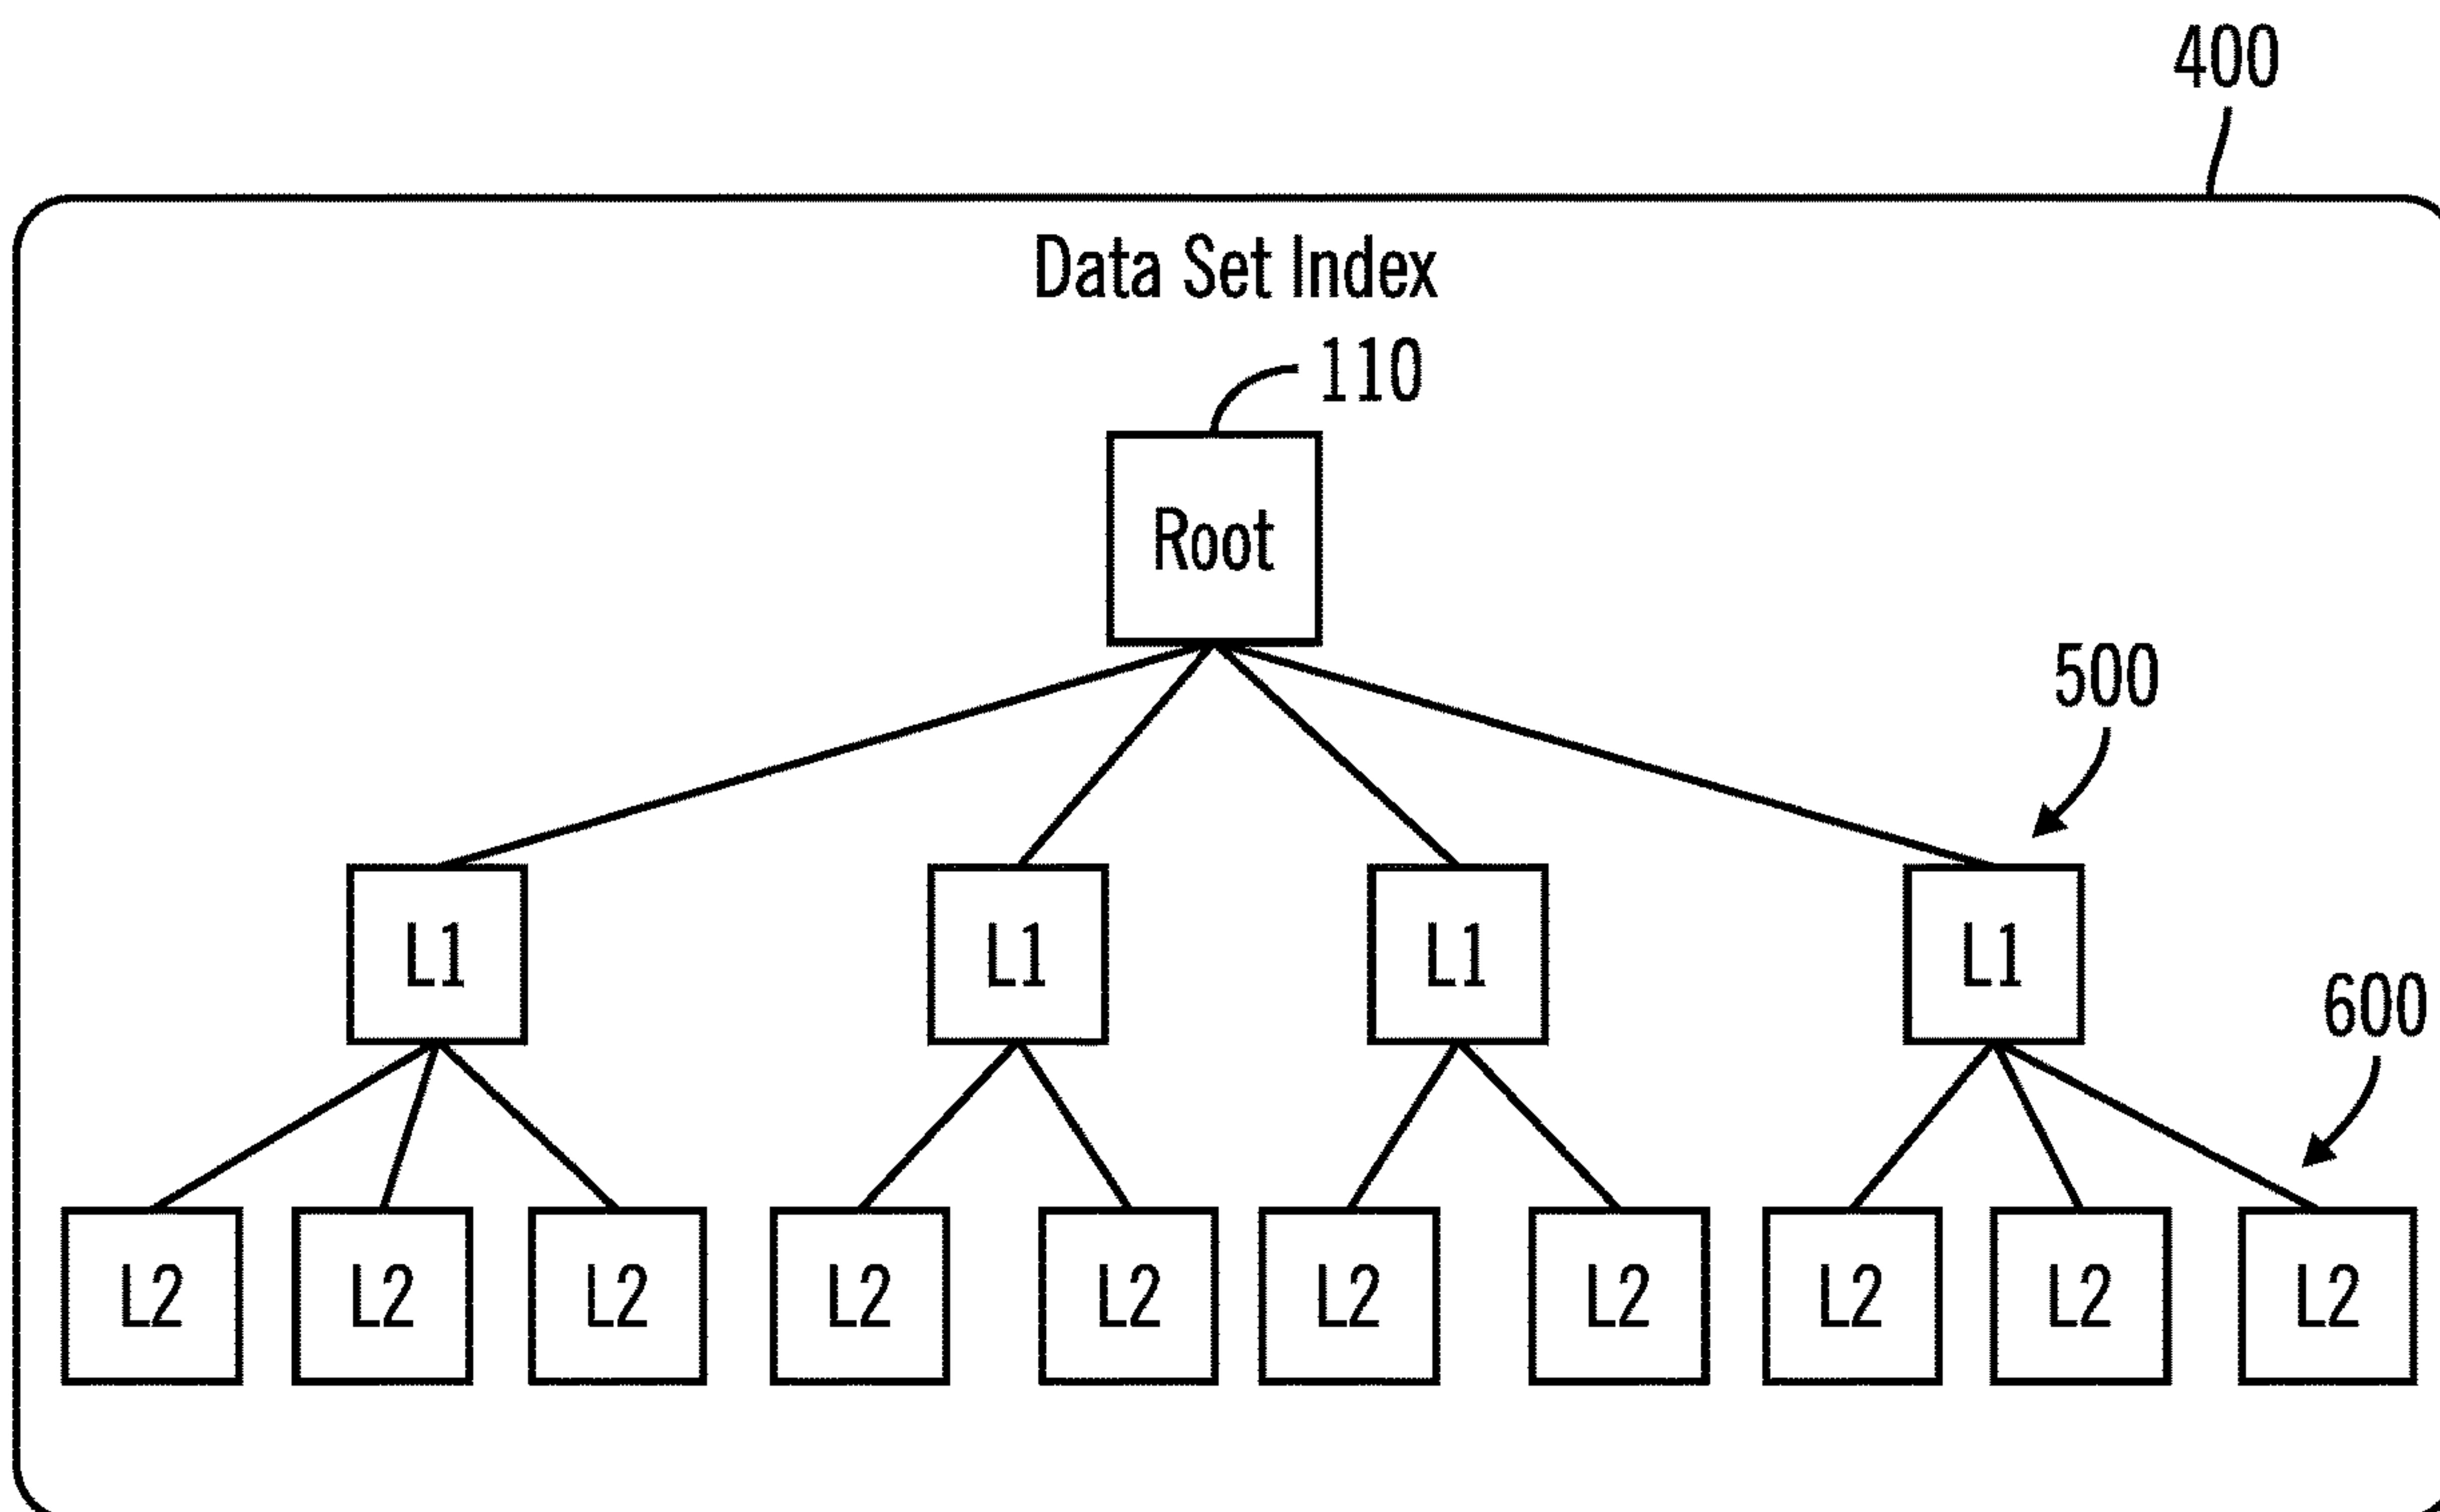 400
Data Set Index
110
Root
500
L1 L1 L1 L1
600
L2 L2 L2 L2 L2 L2 L2 L2 L2 L2